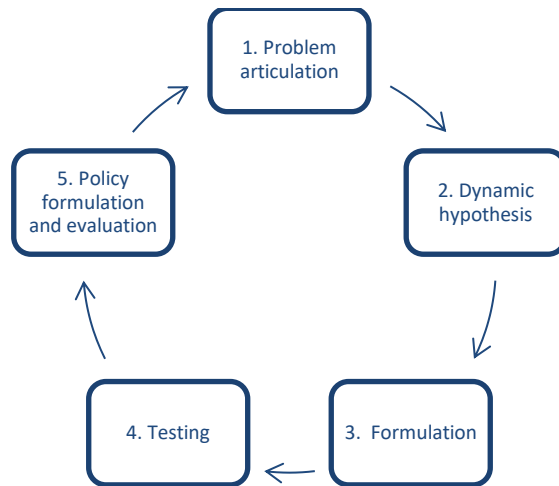 1. Problem
articulation
2. Dynamic
hypothesis
3. Formulation
4. Testing
5. Policy
formulation
and evaluation